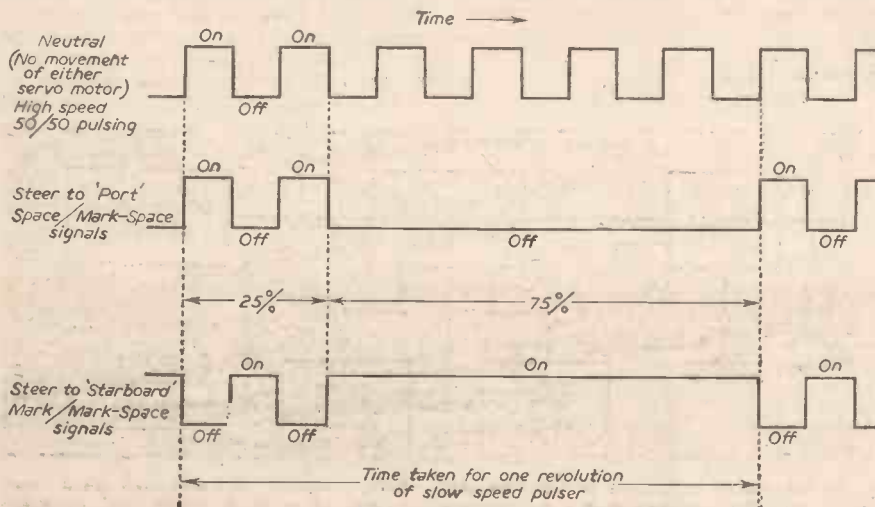 Time
Neutral
(No movement
of either
servo motor)
High speed
50/50 pulsing
On
On
Off
Steer to 'Port'
Space/Mark-Space
signals
On
On
On
Off
Off
Off
25%
75%
Steer to 'Starboard'
Mark/Mark-Space
signals
On
On
On
Off
Off
Off
Time taken for one revolution
of slow speed pulser